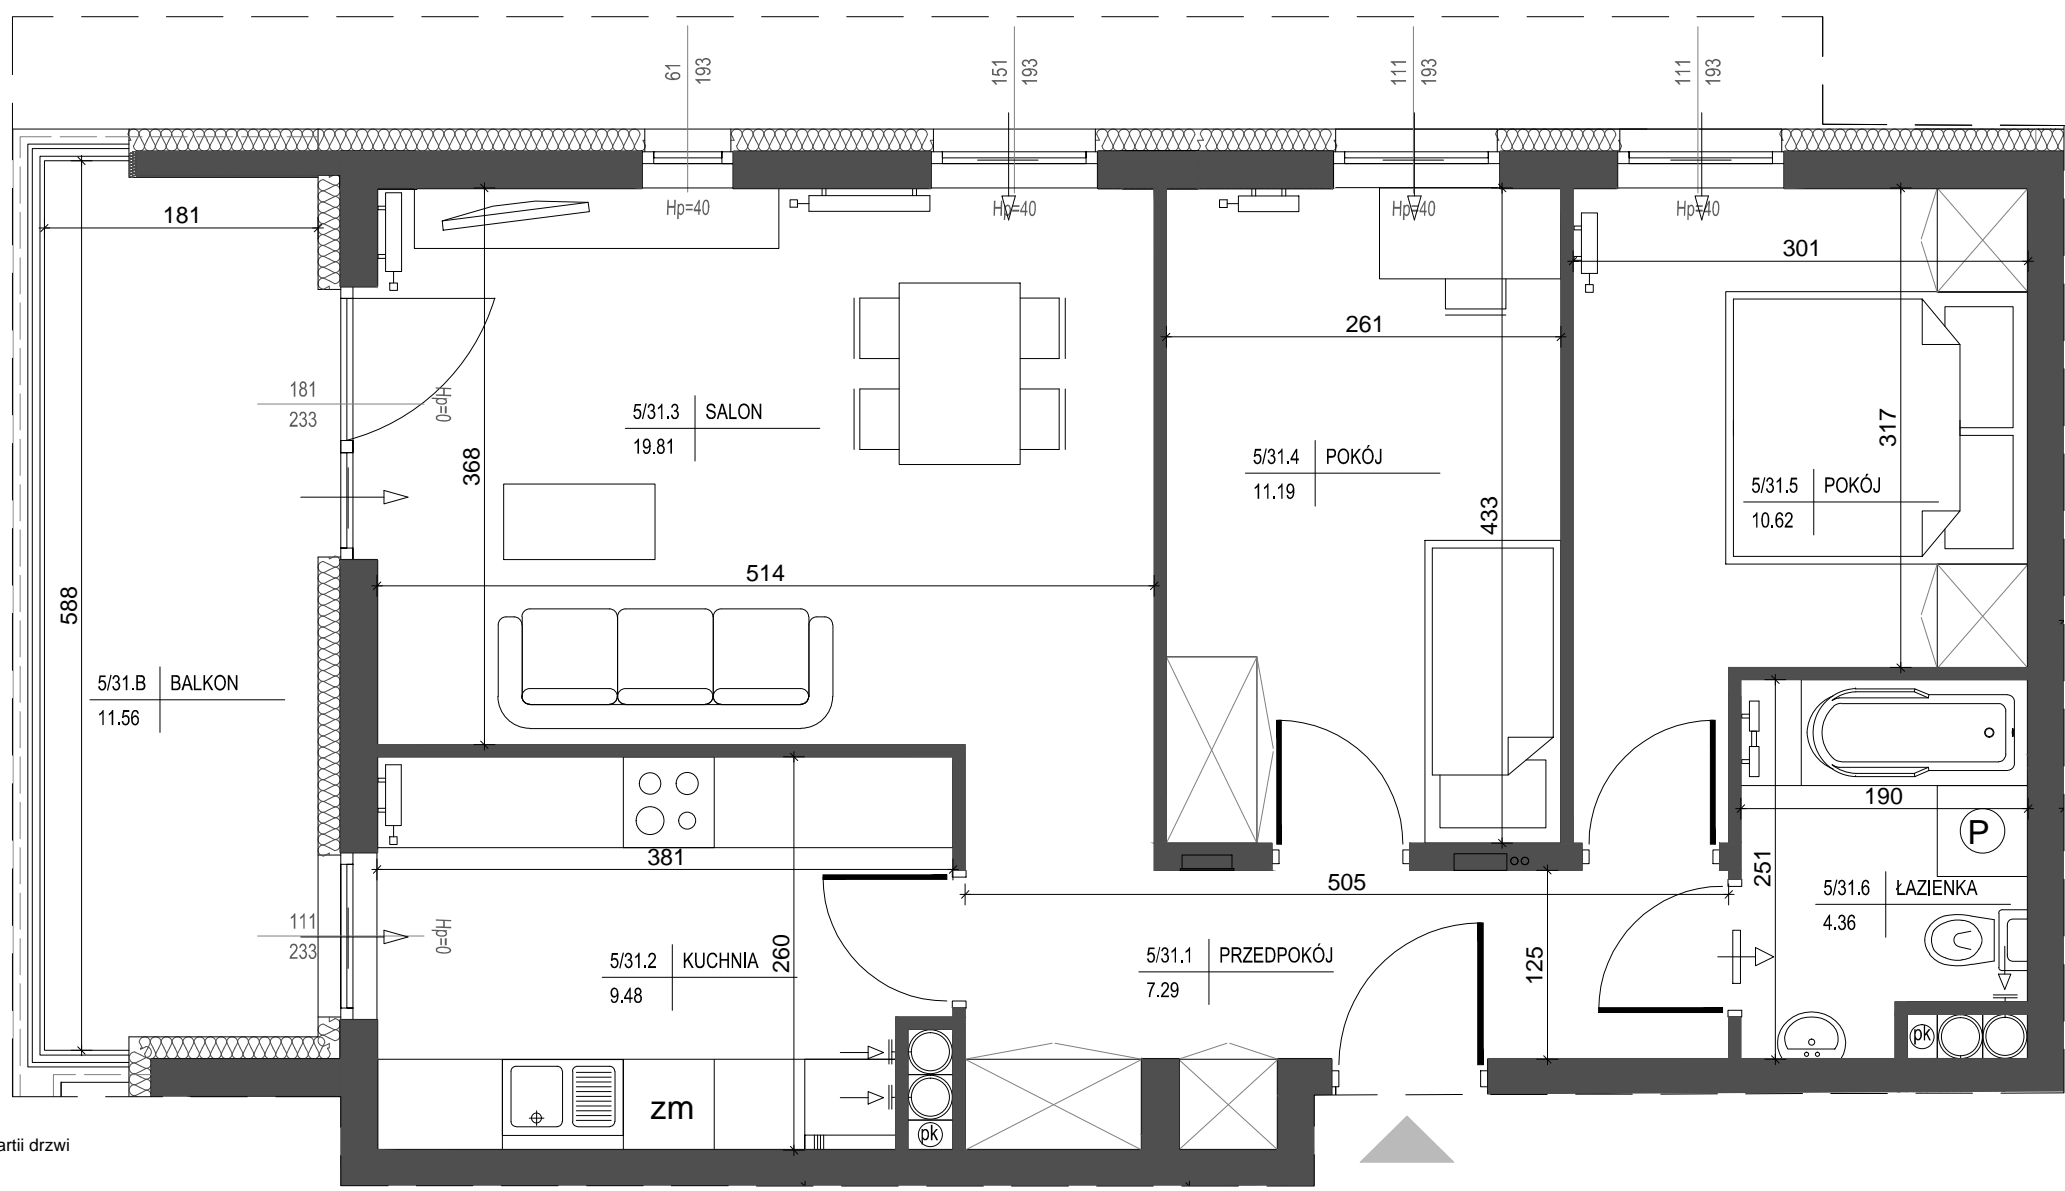 61
193
151
193
111
193
111
193
Hp=40
Hp=40
Hp=40
Hp=40
181
301
261
181
233
Hp=0
5/31.3 SALON
19.81
368
5/31.4 POKÓJ
11.19
317
5/31.5 POKÓJ
10.62
433
514
588
5/31.B BALKON
11.56
381
505
190
P
251
5/31.6 ŁAZIENKA
4.36
111
233
Hp=0
5/31.2 KUCHNIA
9.48
260
5/31.1 PRZEDPOKÓJ
7.29
125
pk
zm
pk
artii drzwi